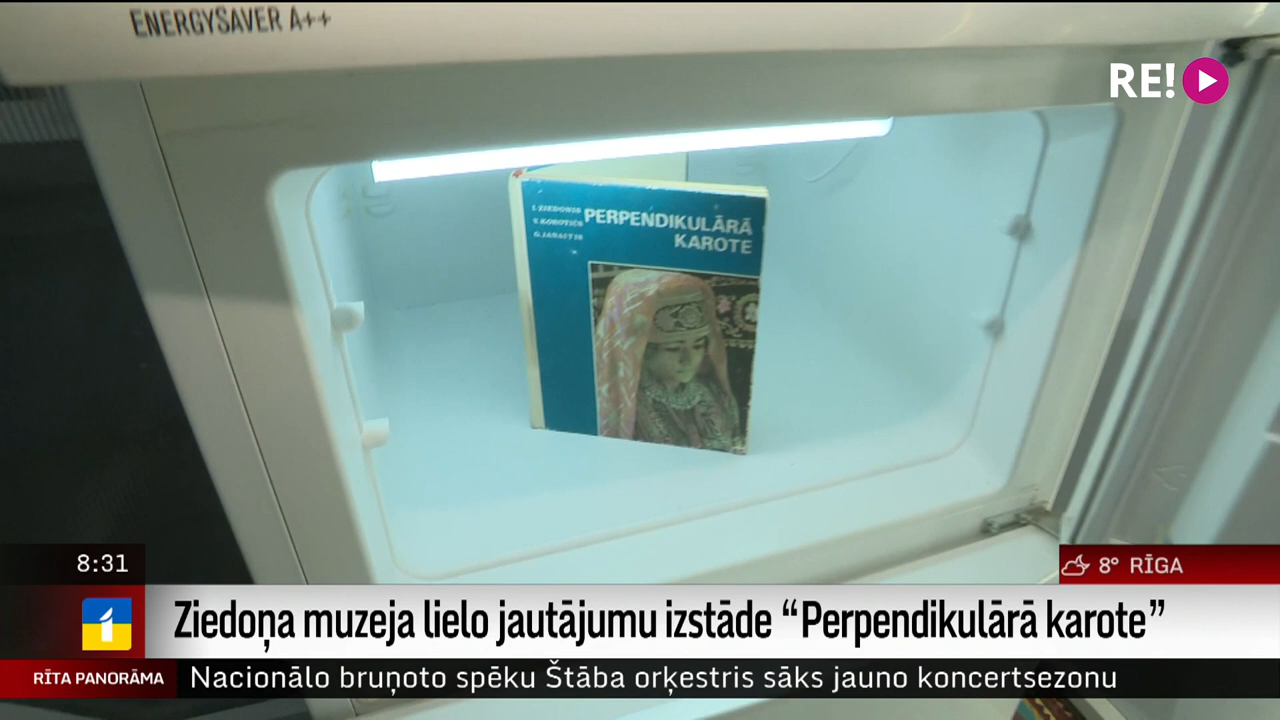 ENERGYSAVER A++
RE!
I. ZIEDONIS
V. KOROTIČS
G. JANAITIS
PERPENDIKULĀRĀ
KAROTE
8:31
8° RĪGA
1
Ziedoņa muzeja lielo jautājumu izstāde “Perpendikulārā karote”
RĪTA PANORĀMA
Nacionālo bruņoto spēku Štāba orķestris sāks jauno koncertsezonu